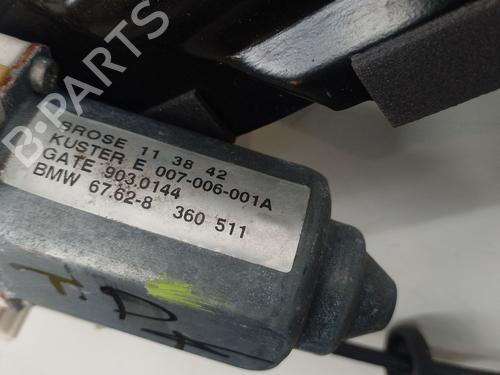 B-PARTS
BROSE 11 38 42
KUSTER E 007-006-001A
GATE 903.0144
BMW 67.62-8 360 511